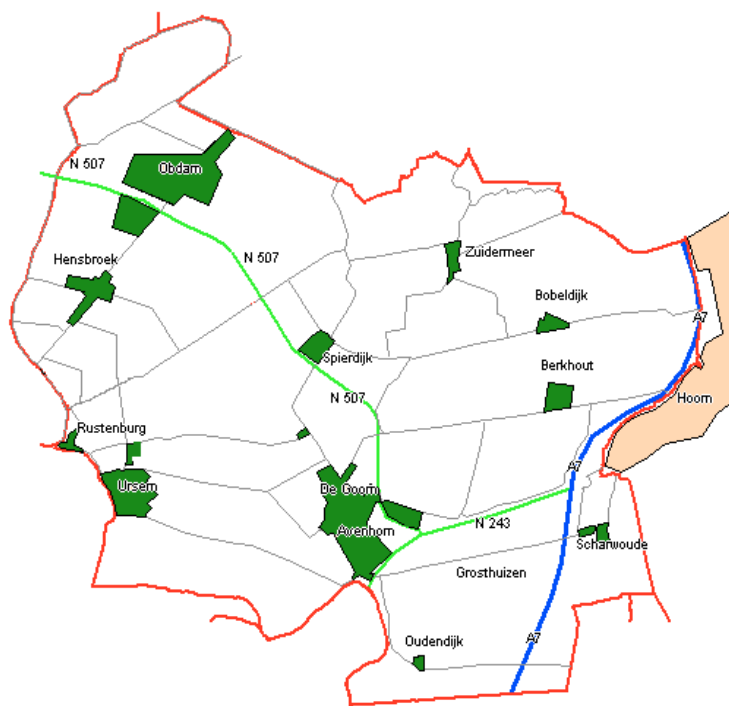 N 507
Obdam
Hensbroek
N 507
Zuidermeer
Bobeldijk
A7
Spierdijk
Berkhout
N 507
Hoorn
Rustenburg
A7
Ursem
De Goorn
Avenhorn
N 243
Scharwoude
Grosthuizen
Oudendijk
A7